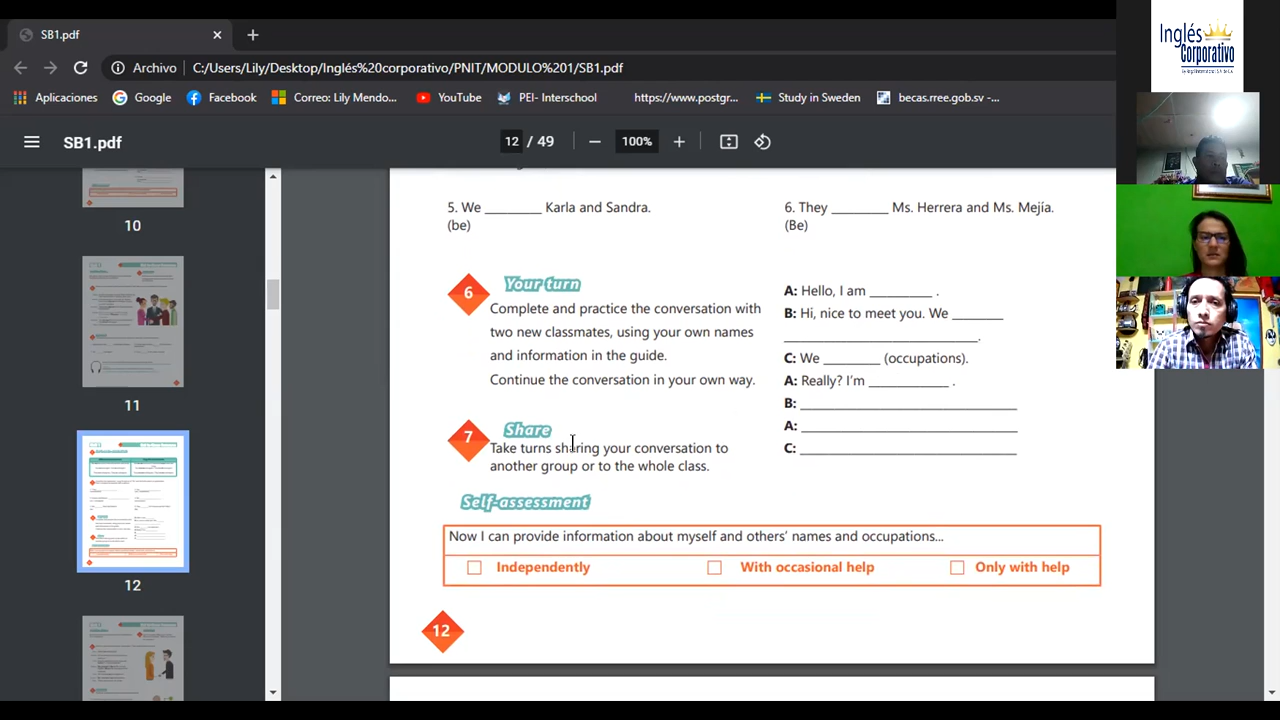 SB1.pdf
Archivo C:/Users/Lily/Desktop/Inglés%20corporativo/PNIT/MODULO%201/SB1.pdf
Aplicaciones Google Facebook Correo: Lily Mendo... YouTube PEI- Interschool https://www.postgr... Study in Sweden becas.rree.gob.sv -...
SB1.pdf 12 / 49 100%
Inglés
Corporativo
10
11
12
5. We ________ Karla and Sandra.
(be)
6. They ________ Ms. Herrera and Ms. Mejía.
(Be)
6 Your turn
Complete and practice the conversation with
two new classmates, using your own names
and information in the guide.
Continue the conversation in your own way.
A: Hello, I am _________ .
B: Hi, nice to meet you. We ________
______________________________.
C: We _________ (occupations).
A: Really? I'm ____________ .
B: __________________________________
A: __________________________________
C: __________________________________
7 Share
Take turns sharing your conversation to
another group or to the whole class.
Self-assessment
Now I can provide information about myself and others' names and occupations...
Independently With occasional help Only with help
12